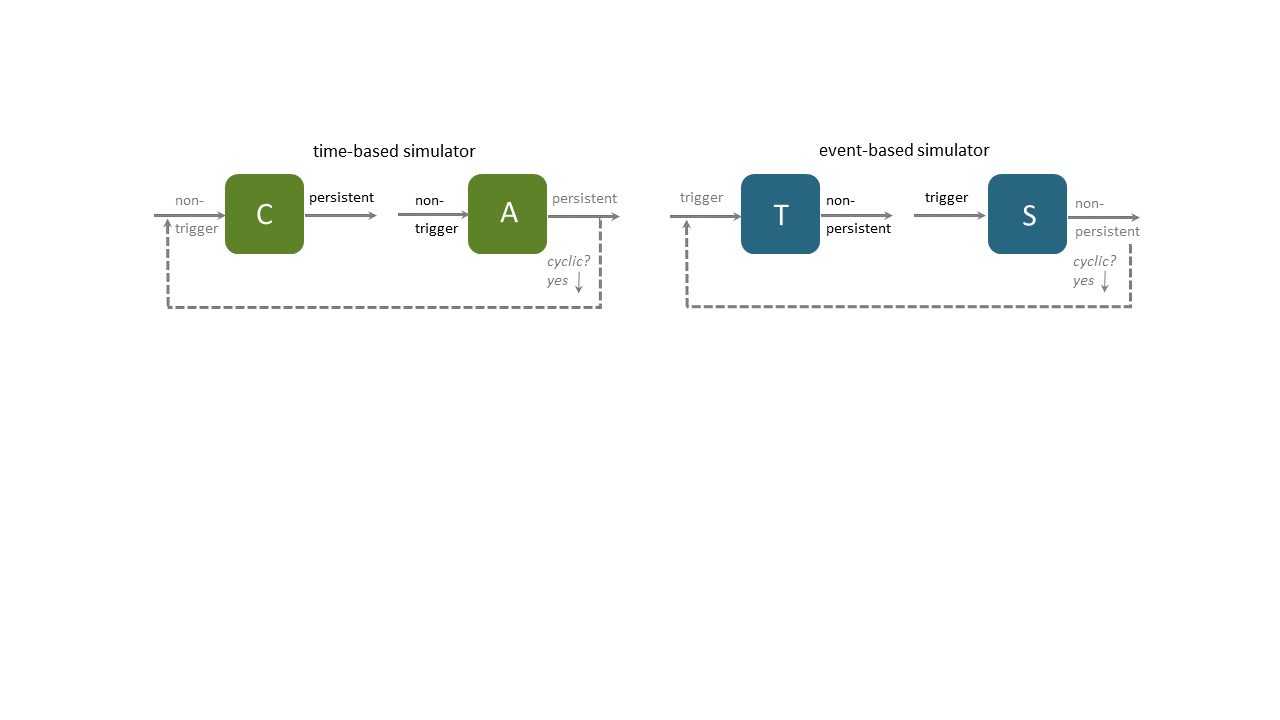 time-based simulator
non-
trigger
C
persistent
non-
trigger
A
persistent
cyclic?
yes
event-based simulator
trigger
T
non-
persistent
trigger
S
non-
persistent
cyclic?
yes